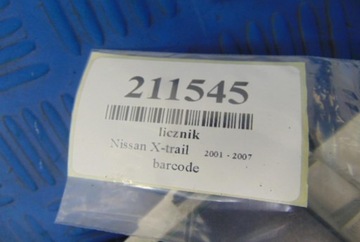 211545
licznik
Nissan X-trail 2001 - 2007
barcode